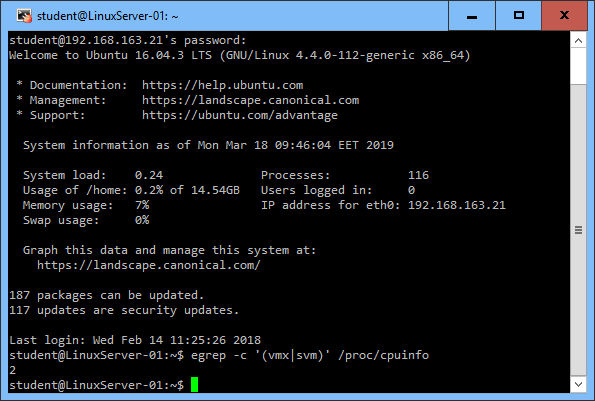 student@LinuxServer-01: ~
student@192.168.163.21's password:
Welcome to Ubuntu 16.04.3 LTS (GNU/Linux 4.4.0-112-generic x86_64)

 * Documentation:  https://help.ubuntu.com
 * Management:     https://landscape.canonical.com
 * Support:        https://ubuntu.com/advantage

  System information as of Mon Mar 18 09:46:04 EET 2019

  System load:    0.24              Processes:           116
  Usage of /home: 0.2% of 14.54GB   Users logged in:     0
  Memory usage:   7%                IP address for eth0: 192.168.163.21
  Swap usage:     0%

  Graph this data and manage this system at:
    https://landscape.canonical.com/

187 packages can be updated.
117 updates are security updates.

Last login: Wed Feb 14 11:25:26 2018
student@LinuxServer-01:~$ egrep -c '(vmx|svm)' /proc/cpuinfo
2
student@LinuxServer-01:~$